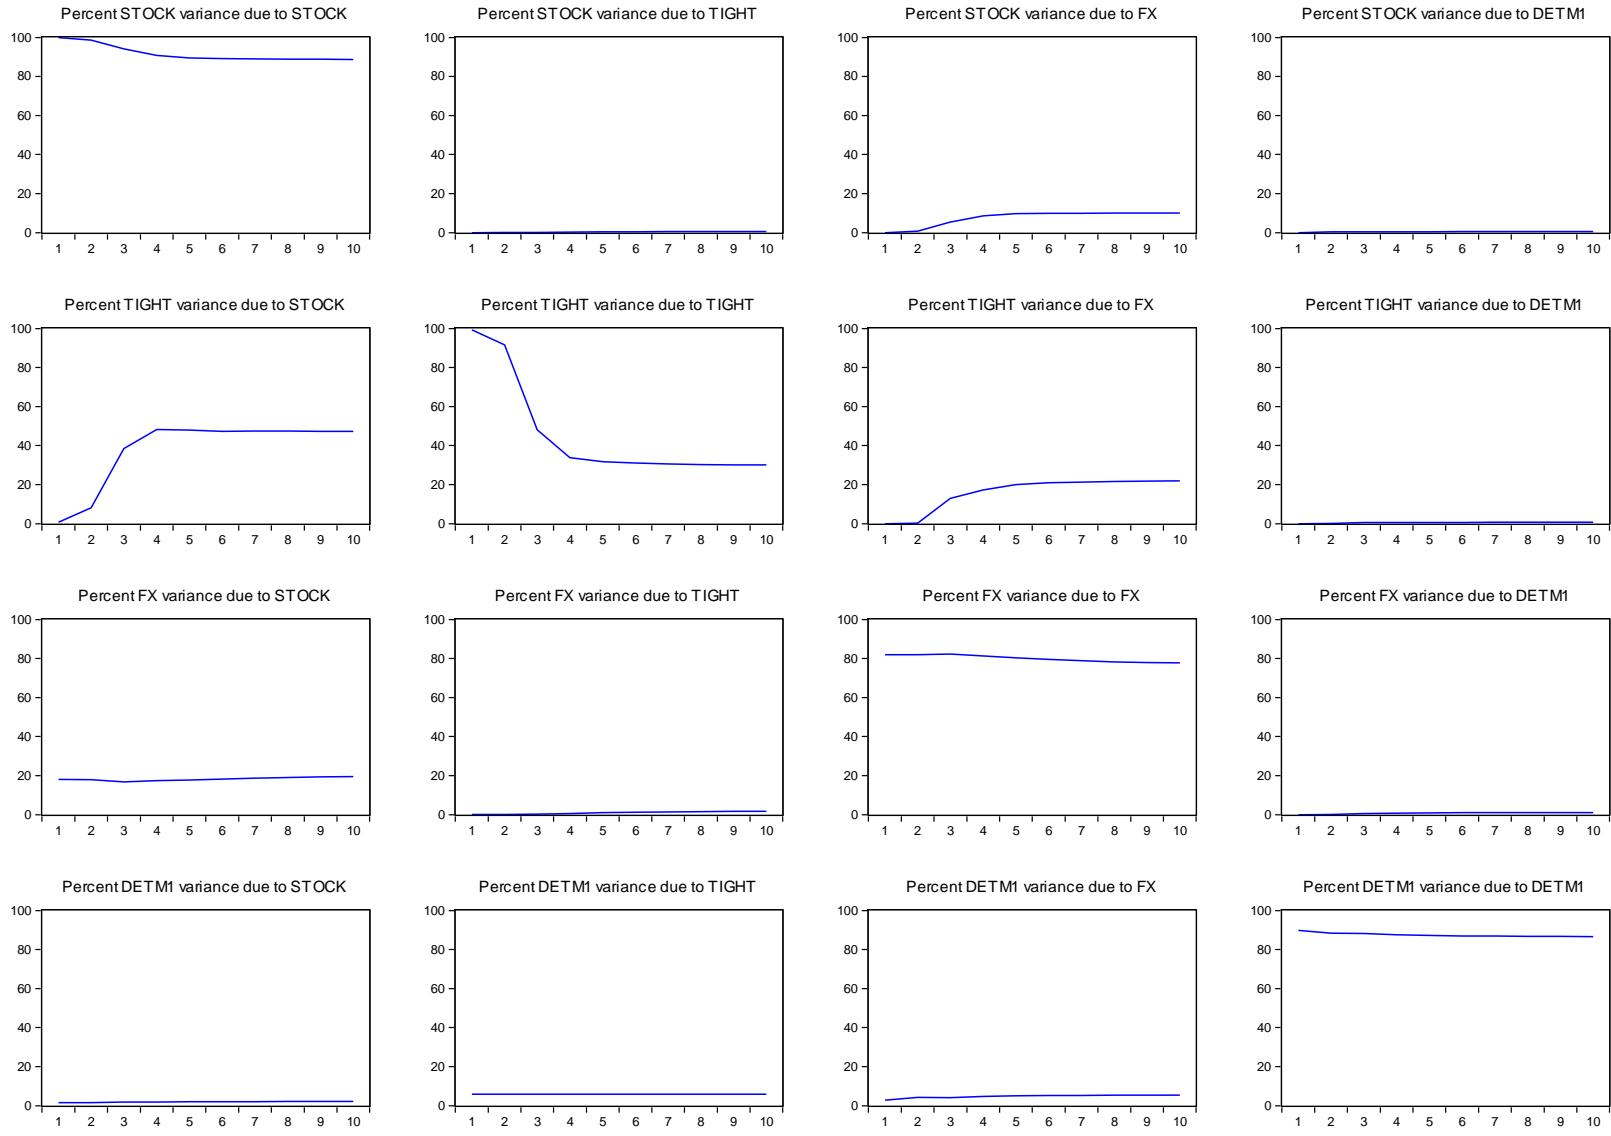 Percent STOCK variance due to STOCK
Percent STOCK variance due to TIGHT
Percent STOCK variance due to FX
Percent STOCK variance due to DETM1
100 100 100 100
80 80 80 80
60 60 60 60
40 40 40 40
20 20 20 20
0 0 0 0
1 2 3 4 5 6 7 8 9 10 1 2 3 4 5 6 7 8 9 10 1 2 3 4 5 6 7 8 9 10 1 2 3 4 5 6 7 8 9 10
Percent TIGHT variance due to STOCK
Percent TIGHT variance due to TIGHT
Percent TIGHT variance due to FX
Percent TIGHT variance due to DETM1
100 100 100 100
80 80 80 80
60 60 60 60
40 40 40 40
20 20 20 20
0 0 0 0
1 2 3 4 5 6 7 8 9 10 1 2 3 4 5 6 7 8 9 10 1 2 3 4 5 6 7 8 9 10 1 2 3 4 5 6 7 8 9 10
Percent FX variance due to STOCK
Percent FX variance due to TIGHT
Percent FX variance due to FX
Percent FX variance due to DETM1
100 100 100 100
80 80 80 80
60 60 60 60
40 40 40 40
20 20 20 20
0 0 0 0
1 2 3 4 5 6 7 8 9 10 1 2 3 4 5 6 7 8 9 10 1 2 3 4 5 6 7 8 9 10 1 2 3 4 5 6 7 8 9 10
Percent DETM1 variance due to STOCK
Percent DETM1 variance due to TIGHT
Percent DETM1 variance due to FX
Percent DETM1 variance due to DETM1
100 100 100 100
80 80 80 80
60 60 60 60
40 40 40 40
20 20 20 20
0 0 0 0
1 2 3 4 5 6 7 8 9 10 1 2 3 4 5 6 7 8 9 10 1 2 3 4 5 6 7 8 9 10 1 2 3 4 5 6 7 8 9 10